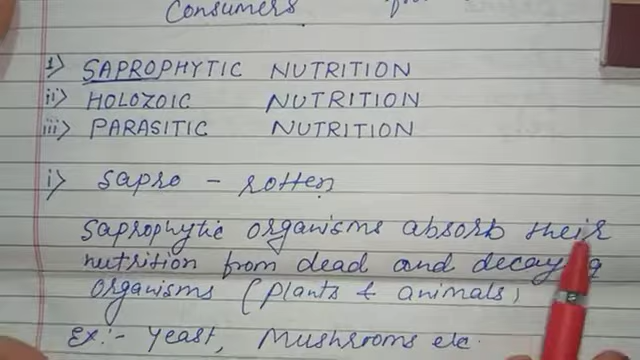 Consumers
1) SAPROPHYTIC NUTRITION
ii) HOLOZOIC NUTRITION
iii) PARASITIC NUTRITION
i) Sapro - rotten
Saprophytic organisms absorb their
nutrition from dead and decaying
organisms (plants & animals)
Ex:- Yeast, Mushrooms etc.